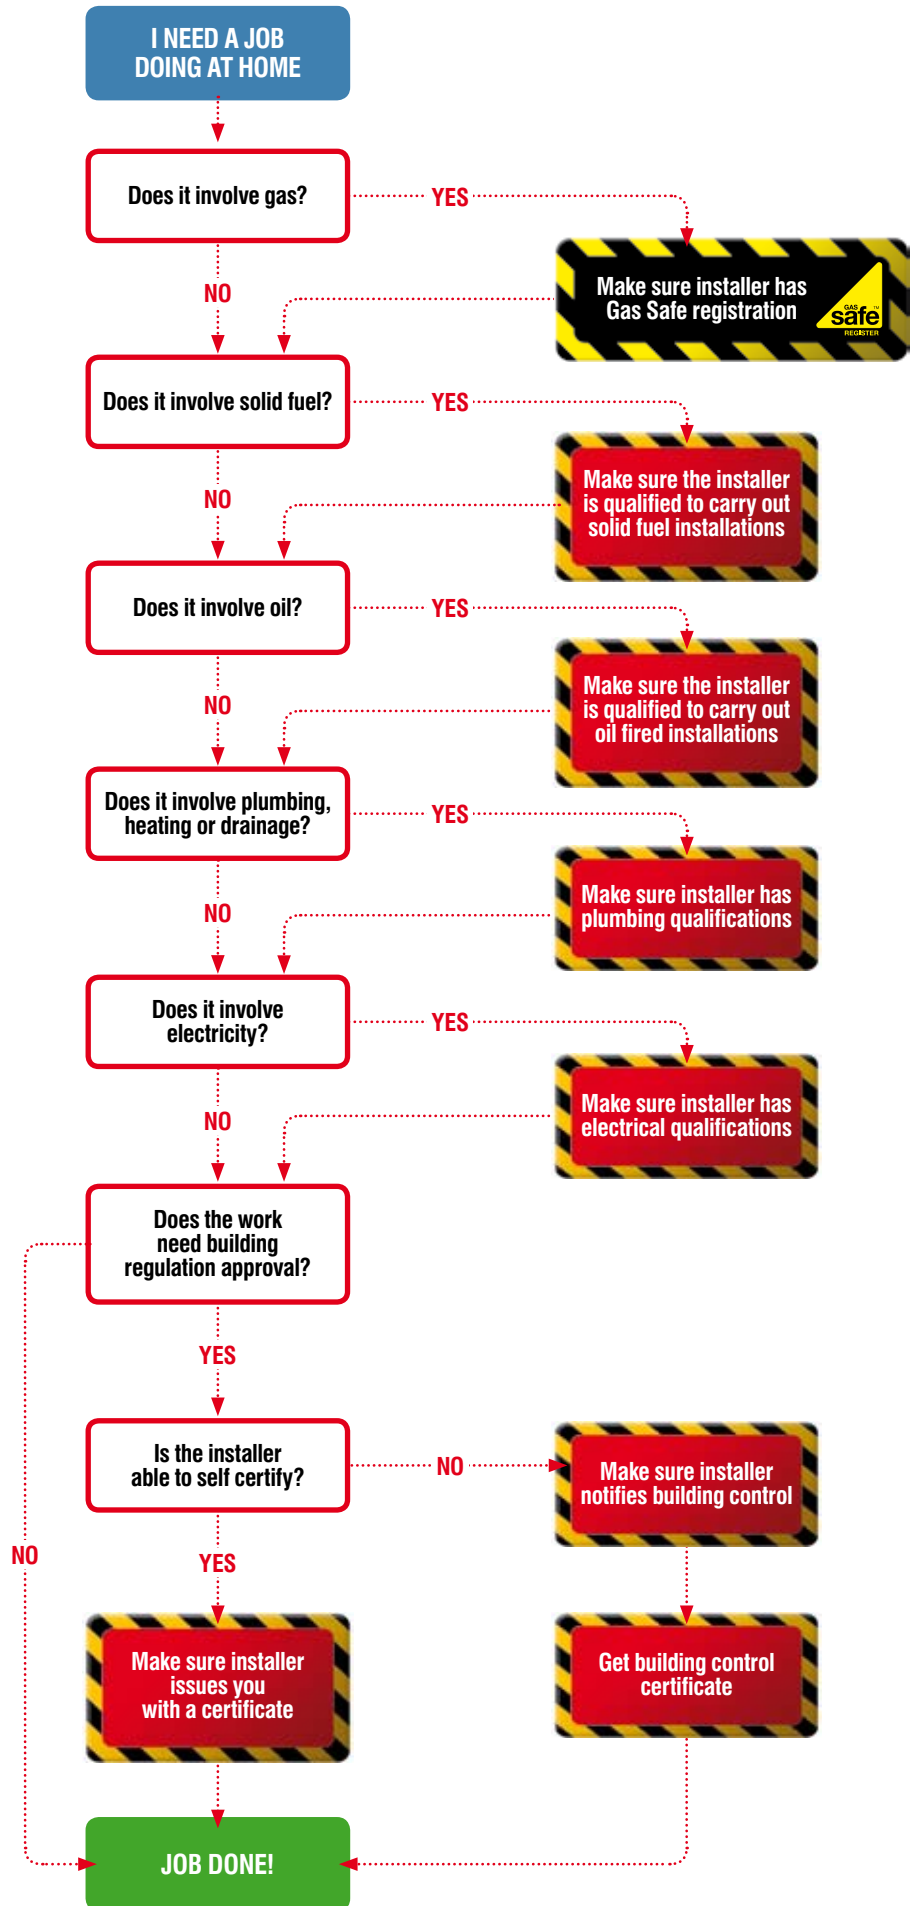 I NEED A JOB
DOING AT HOME
Does it involve gas?
YES
Make sure installer has
Gas Safe registration
GAS
safe™
REGISTER
NO
Does it involve solid fuel?
YES
Make sure the installer
is qualified to carry out
solid fuel installations
NO
Does it involve oil?
YES
Make sure the installer
is qualified to carry out
oil fired installations
NO
Does it involve plumbing,
heating or drainage?
YES
Make sure installer has
plumbing qualifications
NO
Does it involve
electricity?
YES
Make sure installer has
electrical qualifications
NO
Does the work
need building
regulation approval?
YES
Is the installer
able to self certify?
NO
Make sure installer
notifies building control
NO
YES
Make sure installer
issues you
with a certificate
Get building control
certificate
JOB DONE!